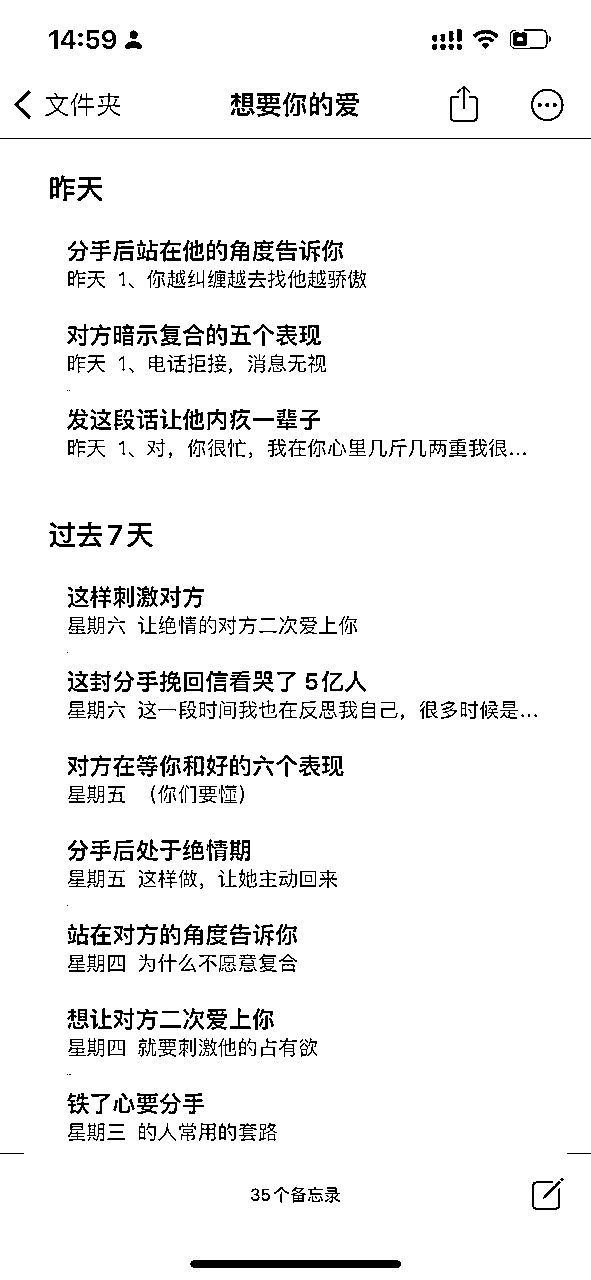 14:59
文件夹
想要你的爱
昨天
分手后站在他的角度告诉你
昨天 1、你越纠缠越去找他越骄傲
对方暗示复合的五个表现
昨天 1、电话拒接，消息无视
发这段话让他内疚一辈子
昨天 1、对，你很忙，我在你心里几斤几两重我很...
过去7天
这样刺激对方
星期六 让绝情的对方二次爱上你
这封分手挽回信看哭了5亿人
星期六 这一段时间我也在反思我自己，很多时候是...
对方在等你和好的六个表现
星期五 （你们要懂）
分手后处于绝情期
星期五 这样做，让她主动回来
站在对方的角度告诉你
星期四 为什么不愿意复合
想让对方二次爱上你
星期四 就要刺激他的占有欲
铁了心要分手
星期三 的人常用的套路
35个备忘录